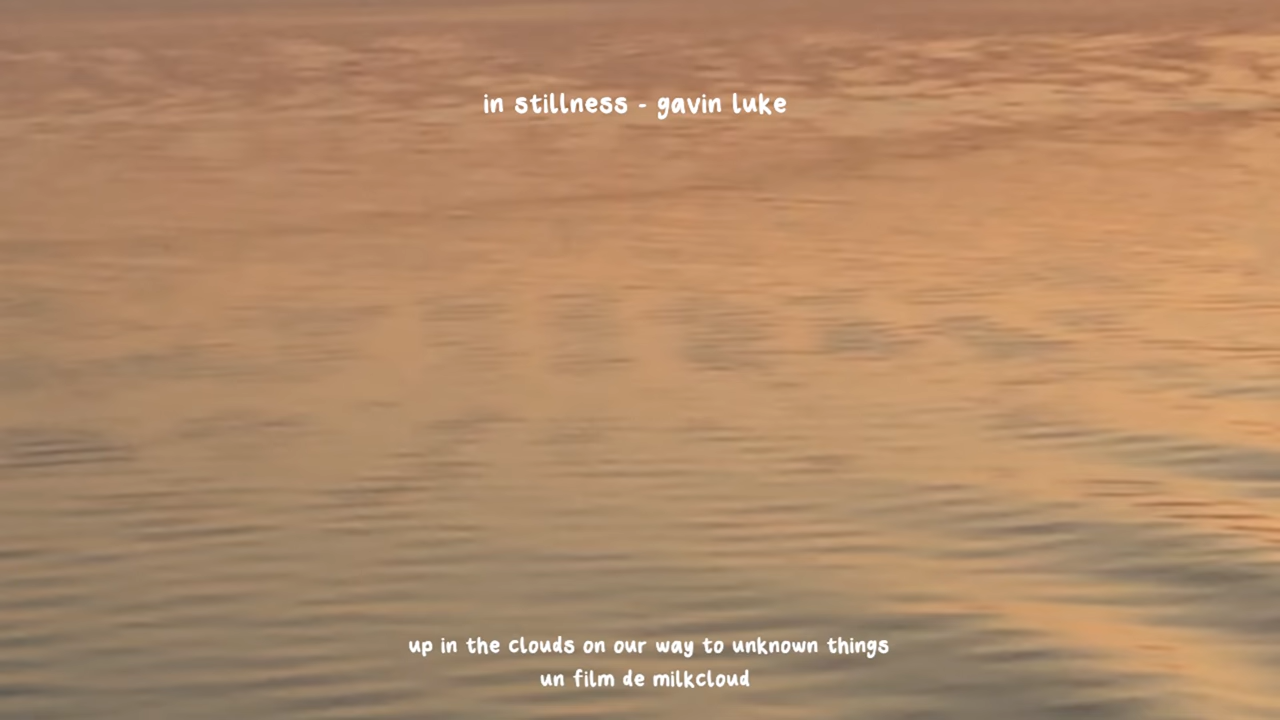 in stillness - gavin luke
up in the clouds on our way to unknown things
un film de milkcloud